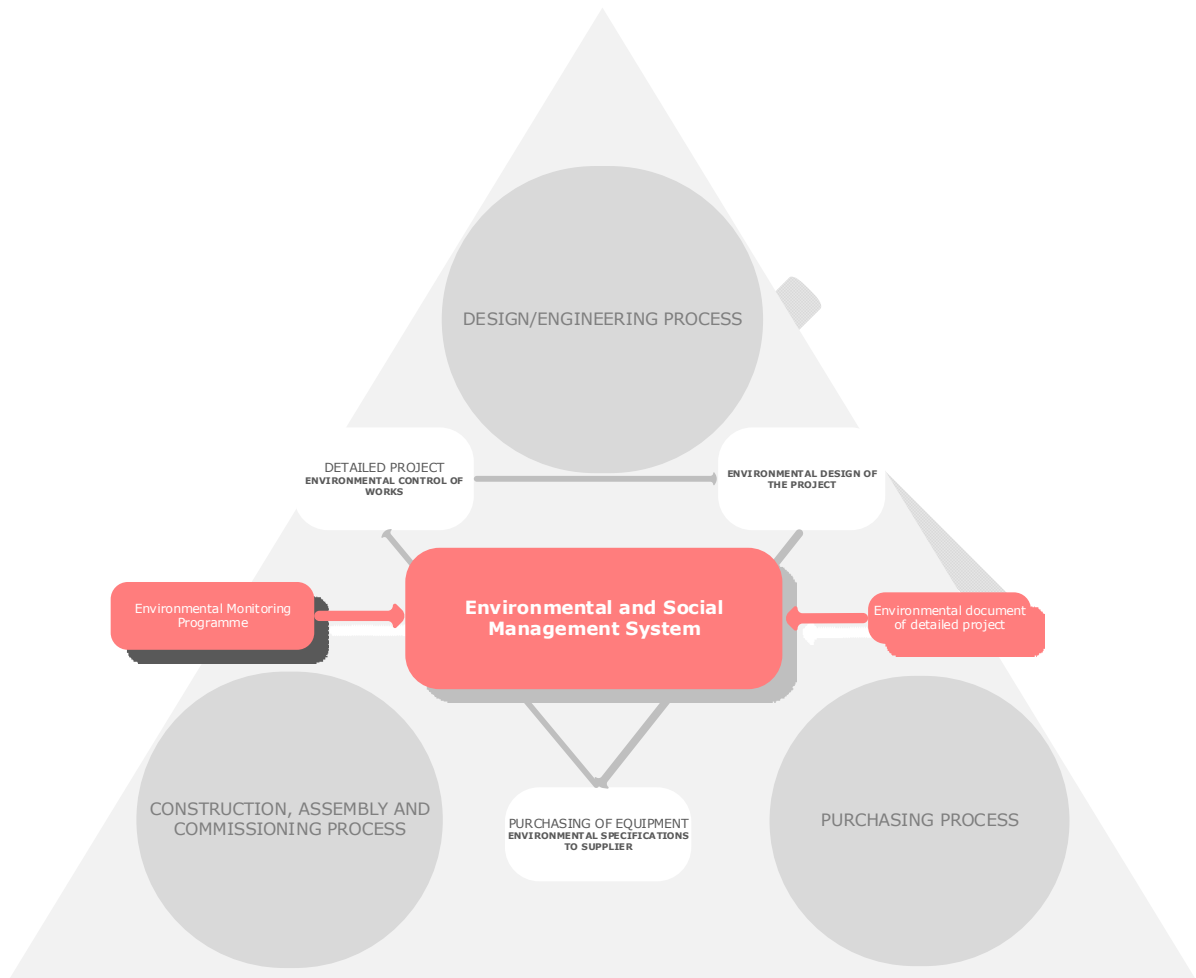 DESIGN/ENGINEERING PROCESS
DETAILED PROJECT
ENVIRONMENTAL CONTROL OF
WORKS
ENVIRONMENTAL DESIGN OF
THE PROJECT
Environmental Monitoring
Programme
Environmental and Social
Management System
Environmental document
of detailed project
CONSTRUCTION, ASSEMBLY AND
COMMISSIONING PROCESS
PURCHASING OF EQUIPMENT
ENVIRONMENTAL SPECIFICATIONS
TO SUPPLIER
PURCHASING PROCESS